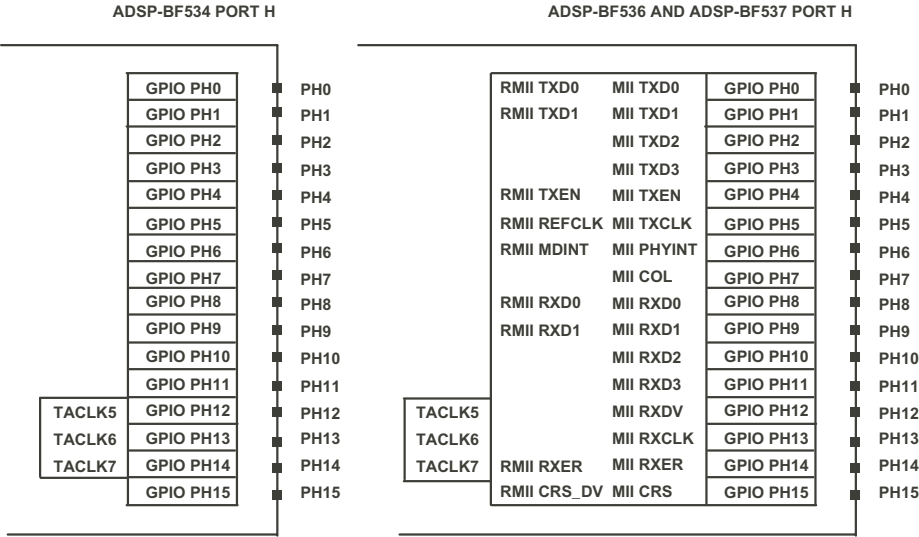 ADSP-BF534 PORT H
GPIO PH0 PH0
GPIO PH1 PH1
GPIO PH2 PH2
GPIO PH3 PH3
GPIO PH4 PH4
GPIO PH5 PH5
GPIO PH6 PH6
GPIO PH7 PH7
GPIO PH8 PH8
GPIO PH9 PH9
GPIO PH10 PH10
GPIO PH11 PH11
TACLK5 GPIO PH12 PH12
TACLK6 GPIO PH13 PH13
TACLK7 GPIO PH14 PH14
GPIO PH15 PH15
ADSP-BF536 AND ADSP-BF537 PORT H
RMII TXD0 MII TXD0 GPIO PH0 PH0
RMII TXD1 MII TXD1 GPIO PH1 PH1
MII TXD2 GPIO PH2 PH2
MII TXD3 GPIO PH3 PH3
RMII TXEN MII TXEN GPIO PH4 PH4
RMII REFCLK MII TXCLK GPIO PH5 PH5
RMII MDINT MII PHYINT GPIO PH6 PH6
MII COL GPIO PH7 PH7
RMII RXD0 MII RXD0 GPIO PH8 PH8
RMII RXD1 MII RXD1 GPIO PH9 PH9
MII RXD2 GPIO PH10 PH10
MII RXD3 GPIO PH11 PH11
TACLK5 MII RXDV GPIO PH12 PH12
TACLK6 MII RXCLK GPIO PH13 PH13
TACLK7 RMII RXER MII RXER GPIO PH14 PH14
RMII CRS_DV MII CRS GPIO PH15 PH15